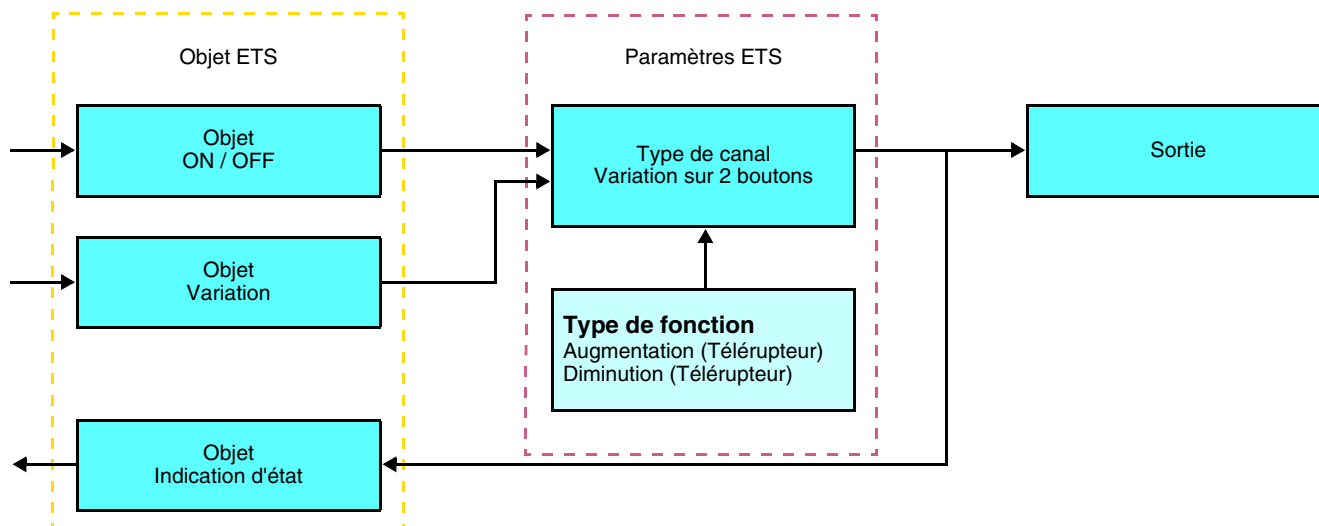 Objet ETS
Paramètres ETS
Objet
ON / OFF
Type de canal
Variation sur 2 boutons
Sortie
Objet
Variation
Type de fonction
Augmentation (Télérupteur)
Diminution (Télérupteur)
Objet
Indication d'état